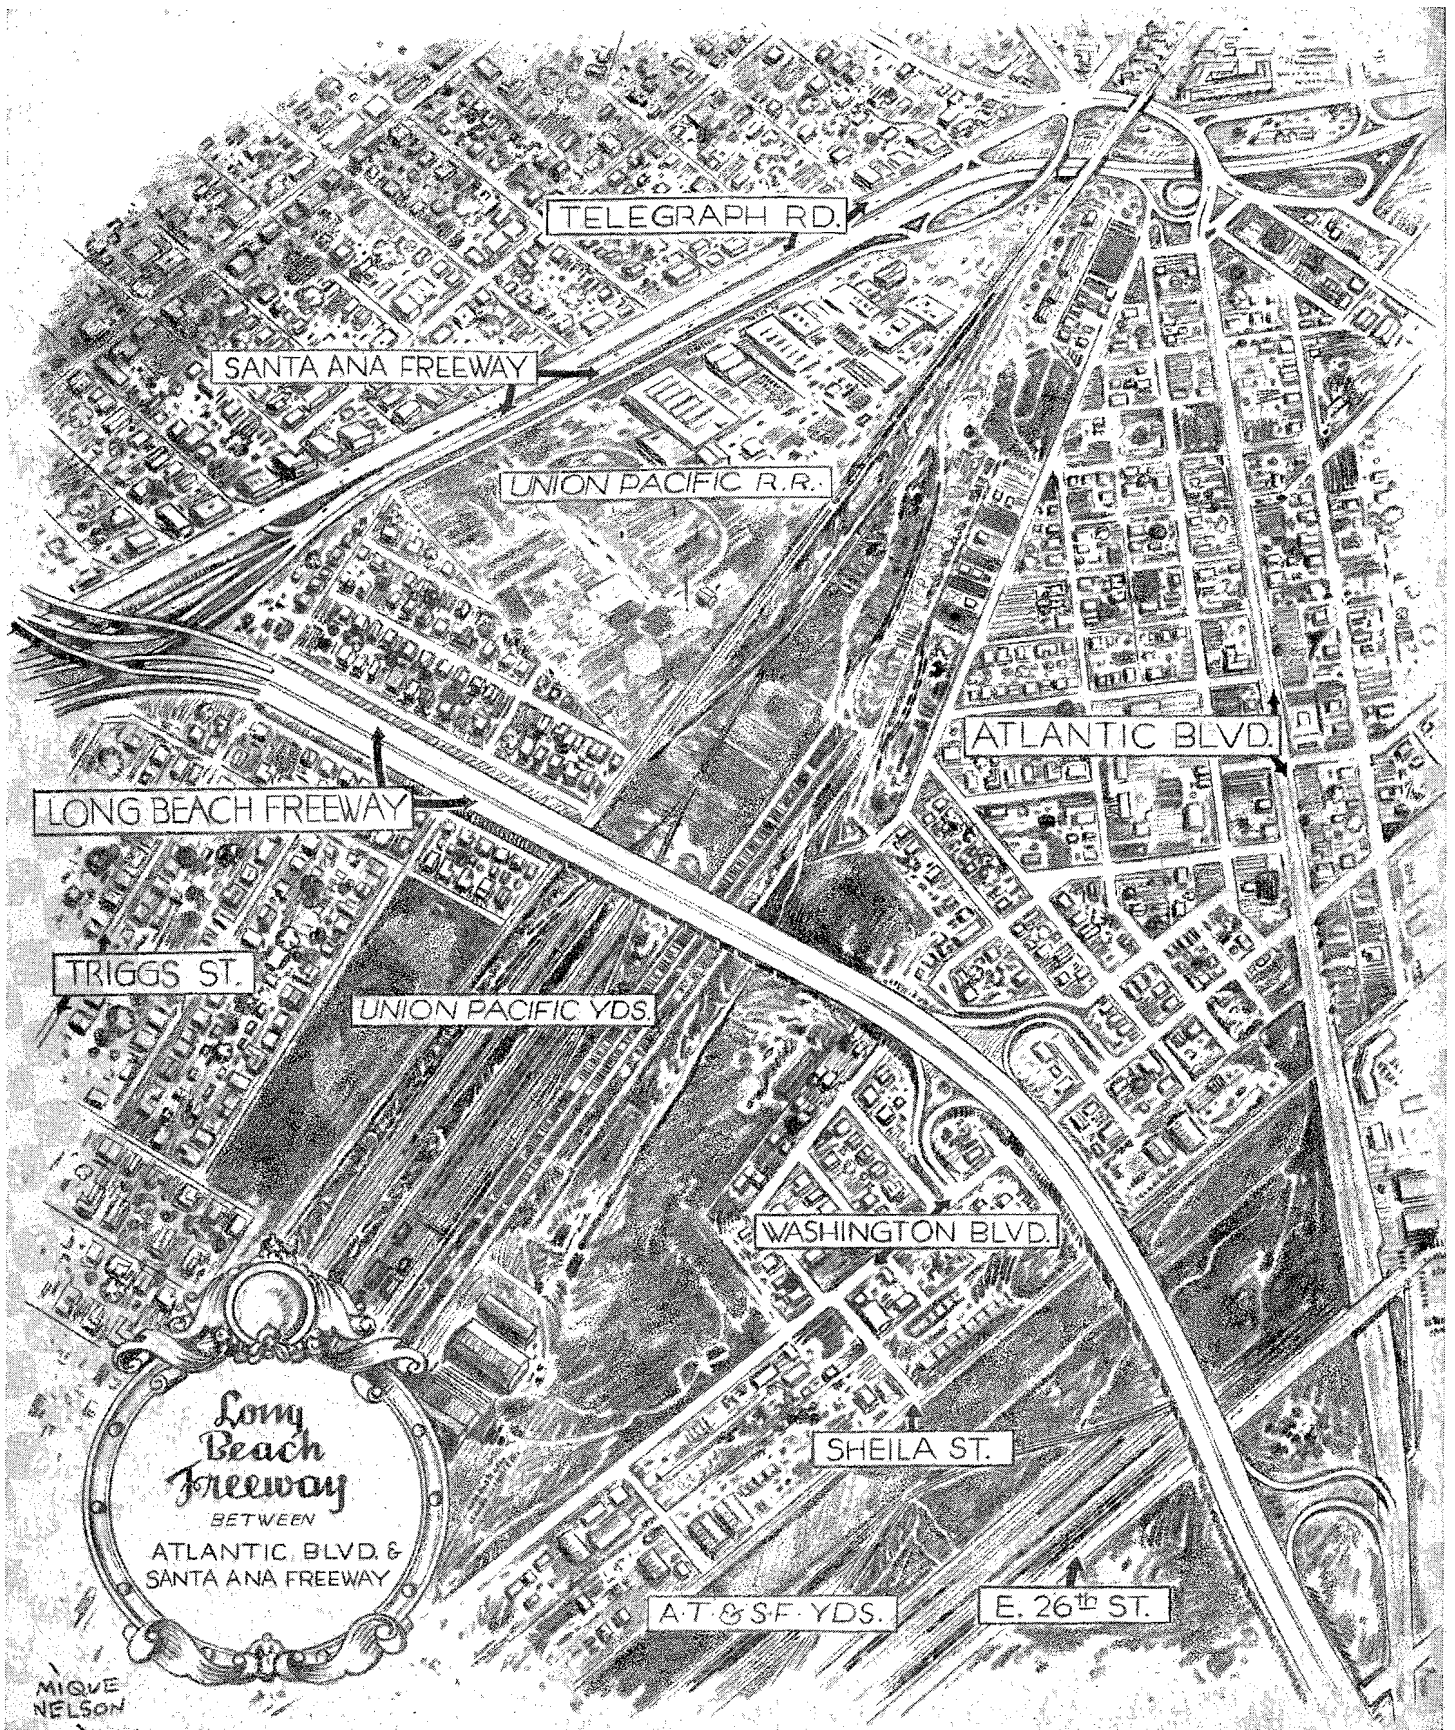 TELEGRAPH RD.
SANTA ANA FREEWAY
UNION PACIFIC R.R.
ATLANTIC BLVD.
LONG BEACH FREEWAY
TRIGGS ST.
UNION PACIFIC YDS.
WASHINGTON BLVD.
SHEILA ST.
A·T·&S·F·YDS.
E. 26th ST.
Long
Beach
Freeway
BETWEEN
ATLANTIC BLVD. &
SANTA ANA FREEWAY
MIQUE
NELSON